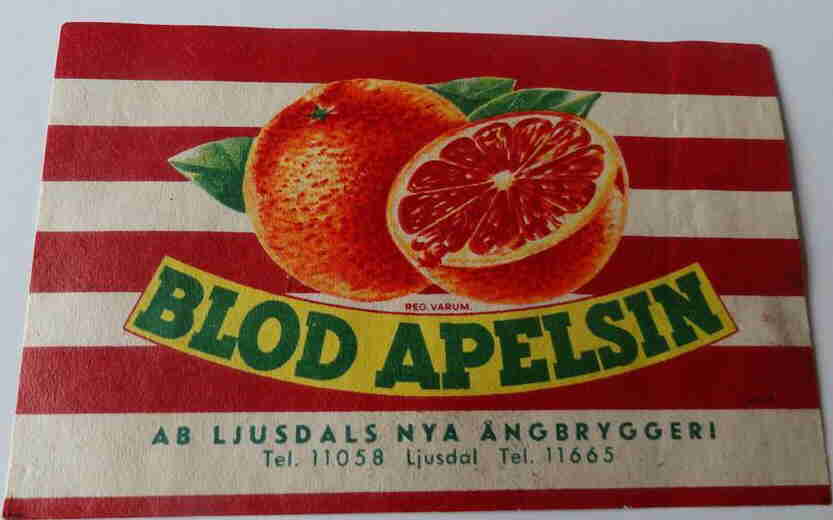 REG. VARUM.
BLOD APELSIN
AB LJUSDALS NYA ÅNGBRYGGERI
Tel. 11058 Ljusdal Tel. 11665